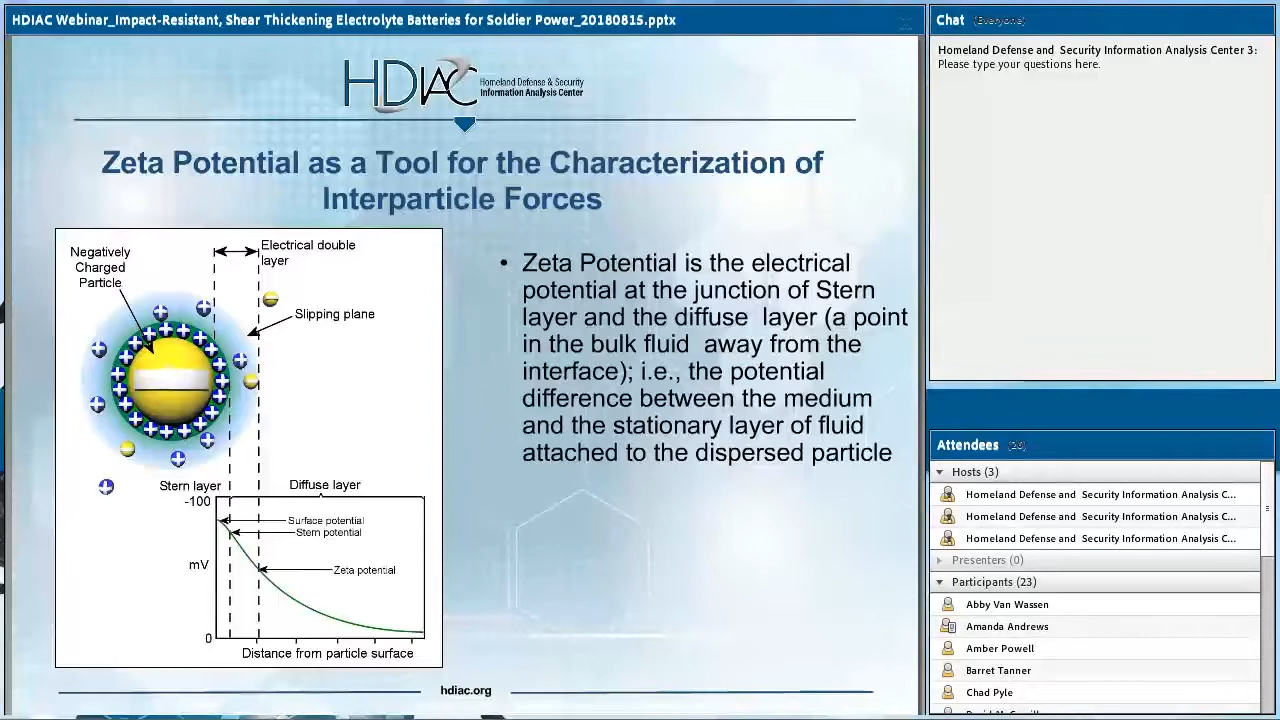 HDIAC Webinar_Impact-Resistant, Shear Thickening Electrolyte Batteries for Soldier Power_20180815.pptx
HDIAC
Homeland Defense & Security
Information Analysis Center
Zeta Potential as a Tool for the Characterization of
Interparticle Forces
Negatively
Charged
Particle
Electrical double
layer
Slipping plane
Stern layer
Diffuse layer
-100
Surface potential
Stern potential
mV
Zeta potential
0
Distance from particle surface
• Zeta Potential is the electrical
potential at the junction of Stern
layer and the diffuse layer (a point
in the bulk fluid away from the
interface); i.e., the potential
difference between the medium
and the stationary layer of fluid
attached to the dispersed particle
hdiac.org
Chat (Everyone)
Homeland Defense and Security Information Analysis Center 3:
Please type your questions here.
Attendees
Hosts (3)
Homeland Defense and Security Information Analysis C...
Homeland Defense and Security Information Analysis C...
Homeland Defense and Security Information Analysis C...
Presenters (0)
Participants (23)
Abby Van Wassen
Amanda Andrews
Amber Powell
Barret Tanner
Chad Pyle